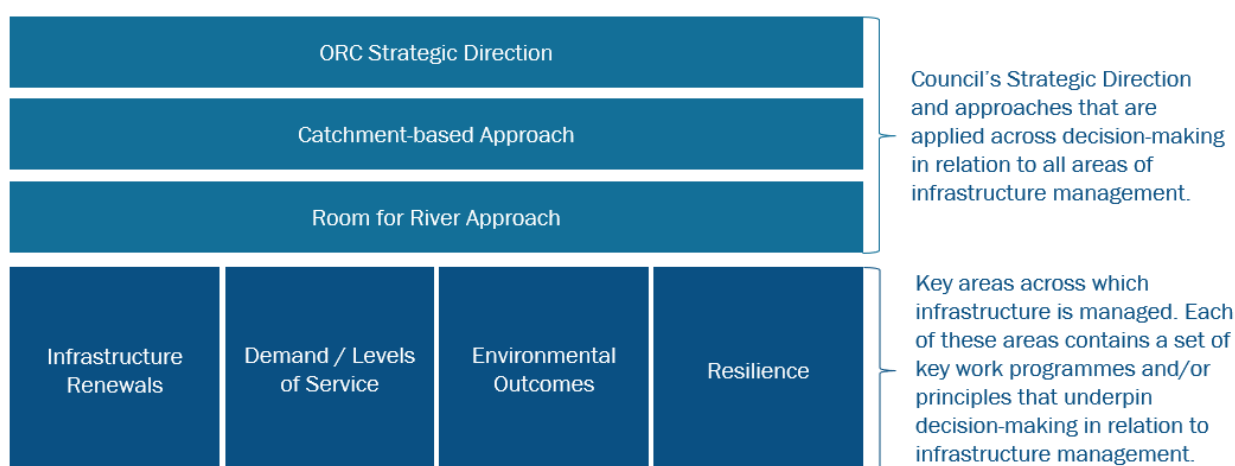 ORC Strategic Direction
Catchment-based Approach
Room for River Approach
Council's Strategic Direction
and approaches that are
applied across decision-making
in relation to all areas of
infrastructure management.
Infrastructure
Renewals
Demand / Levels
of Service
Environmental
Outcomes
Resilience
Key areas across which
infrastructure is managed. Each
of these areas contains a set of
key work programmes and/or
principles that underpin
decision-making in relation to
infrastructure management.